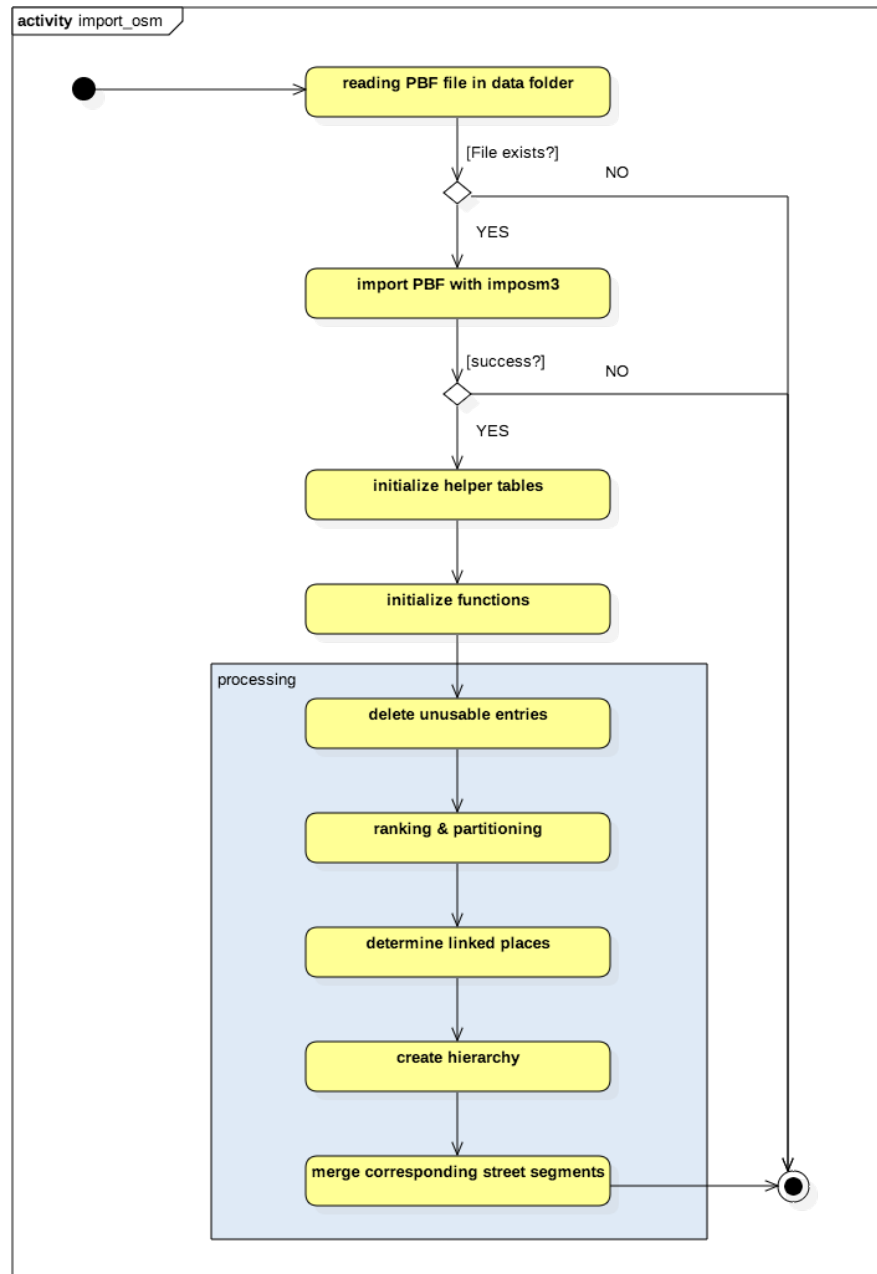 activity import_osm
reading PBF file in data folder
[File exists?]
NO
YES
import PBF with imposm3
[success?]
NO
YES
initialize helper tables
initialize functions
processing
delete unusable entries
ranking & partitioning
determine linked places
create hierarchy
merge corresponding street segments